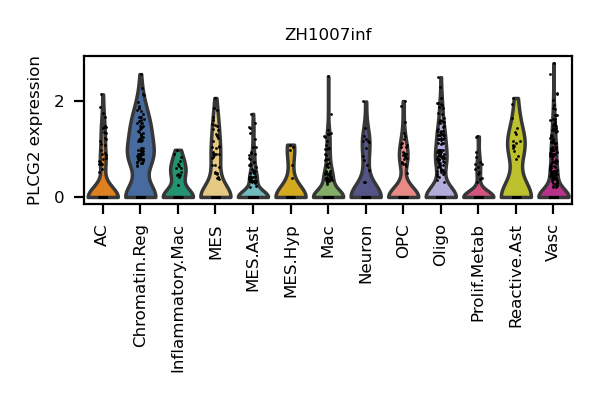 ZH1007inf
PLCG2 expression
2
0
AC
Chromatin.Reg
Inflammatory.Mac
MES
MES.Ast
MES.Hyp
Mac
Neuron
OPC
Oligo
Prolif.Metab
Reactive.Ast
Vasc